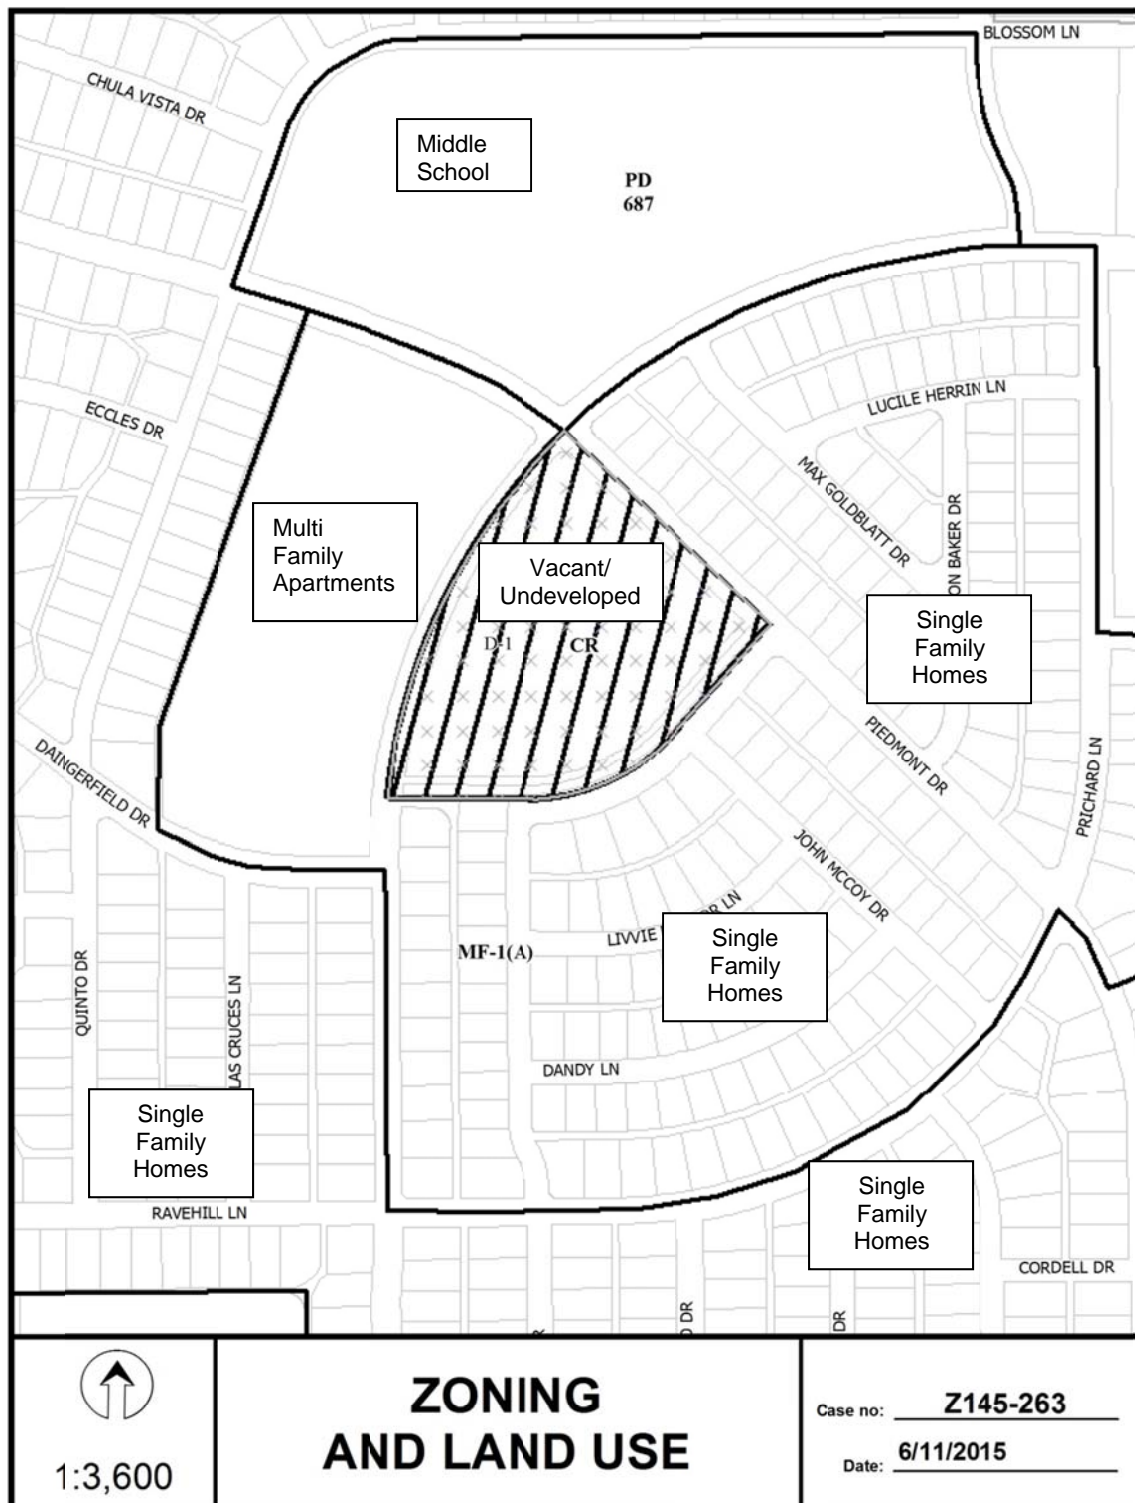 BLOSSOM LN
CHULA VISTA DR
Middle
School
PD
687
ECCLES DR
LUCILE HERRIN LN
MAX GOLDBLATT DR
ON BAKER DR
Multi
Family
Apartments
Vacant/
Undeveloped
D-1
CR
Single
Family
Homes
PIEDMONT DR
PRICHARD LN
DAINGERFIELD DR
JOHN MCCOY DR
LIVVIE
LN
MF-1(A)
Single
Family
Homes
QUINTO DR
LAS CRUCES LN
DANDY LN
Single
Family
Homes
Single
Family
Homes
RAVEHILL LN
CORDELL DR
DR
DR
1:3,600
ZONING
AND LAND USE
Case no: Z145-263
Date: 6/11/2015